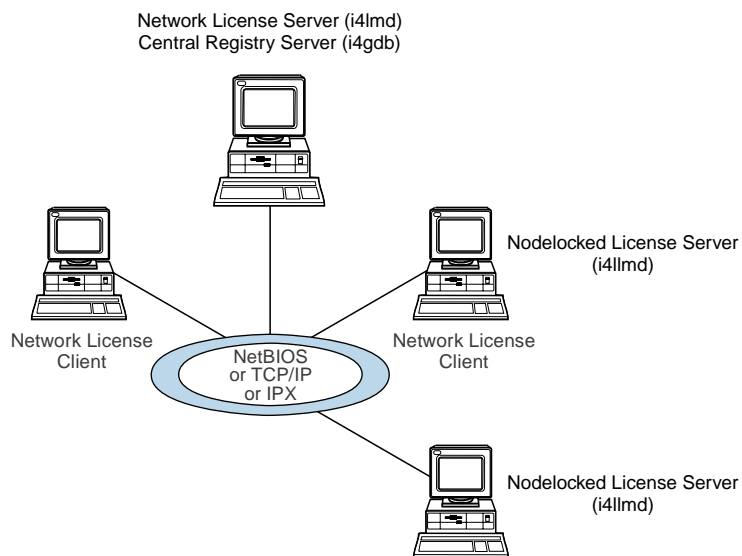 Network License Server (i4lmd)
Central Registry Server (i4gdb)
Nodelocked License Server
(i4llmd)
Network License
Client
Network License
Client
NetBIOS
or TCP/IP
or IPX
Nodelocked License Server
(i4llmd)